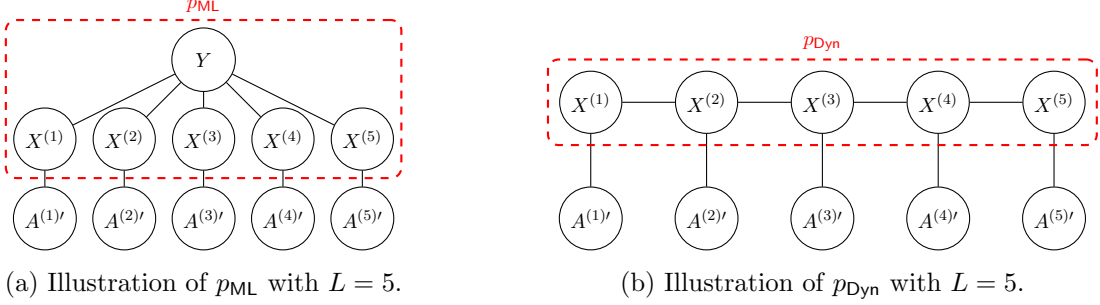 p_ML
Y
X^(1) X^(2) X^(3) X^(4) X^(5)
A^(1)′ A^(2)′ A^(3)′ A^(4)′ A^(5)′
(a) Illustration of p_ML with L = 5.
p_Dyn
X^(1) X^(2) X^(3) X^(4) X^(5)
A^(1)′ A^(2)′ A^(3)′ A^(4)′ A^(5)′
(b) Illustration of p_Dyn with L = 5.